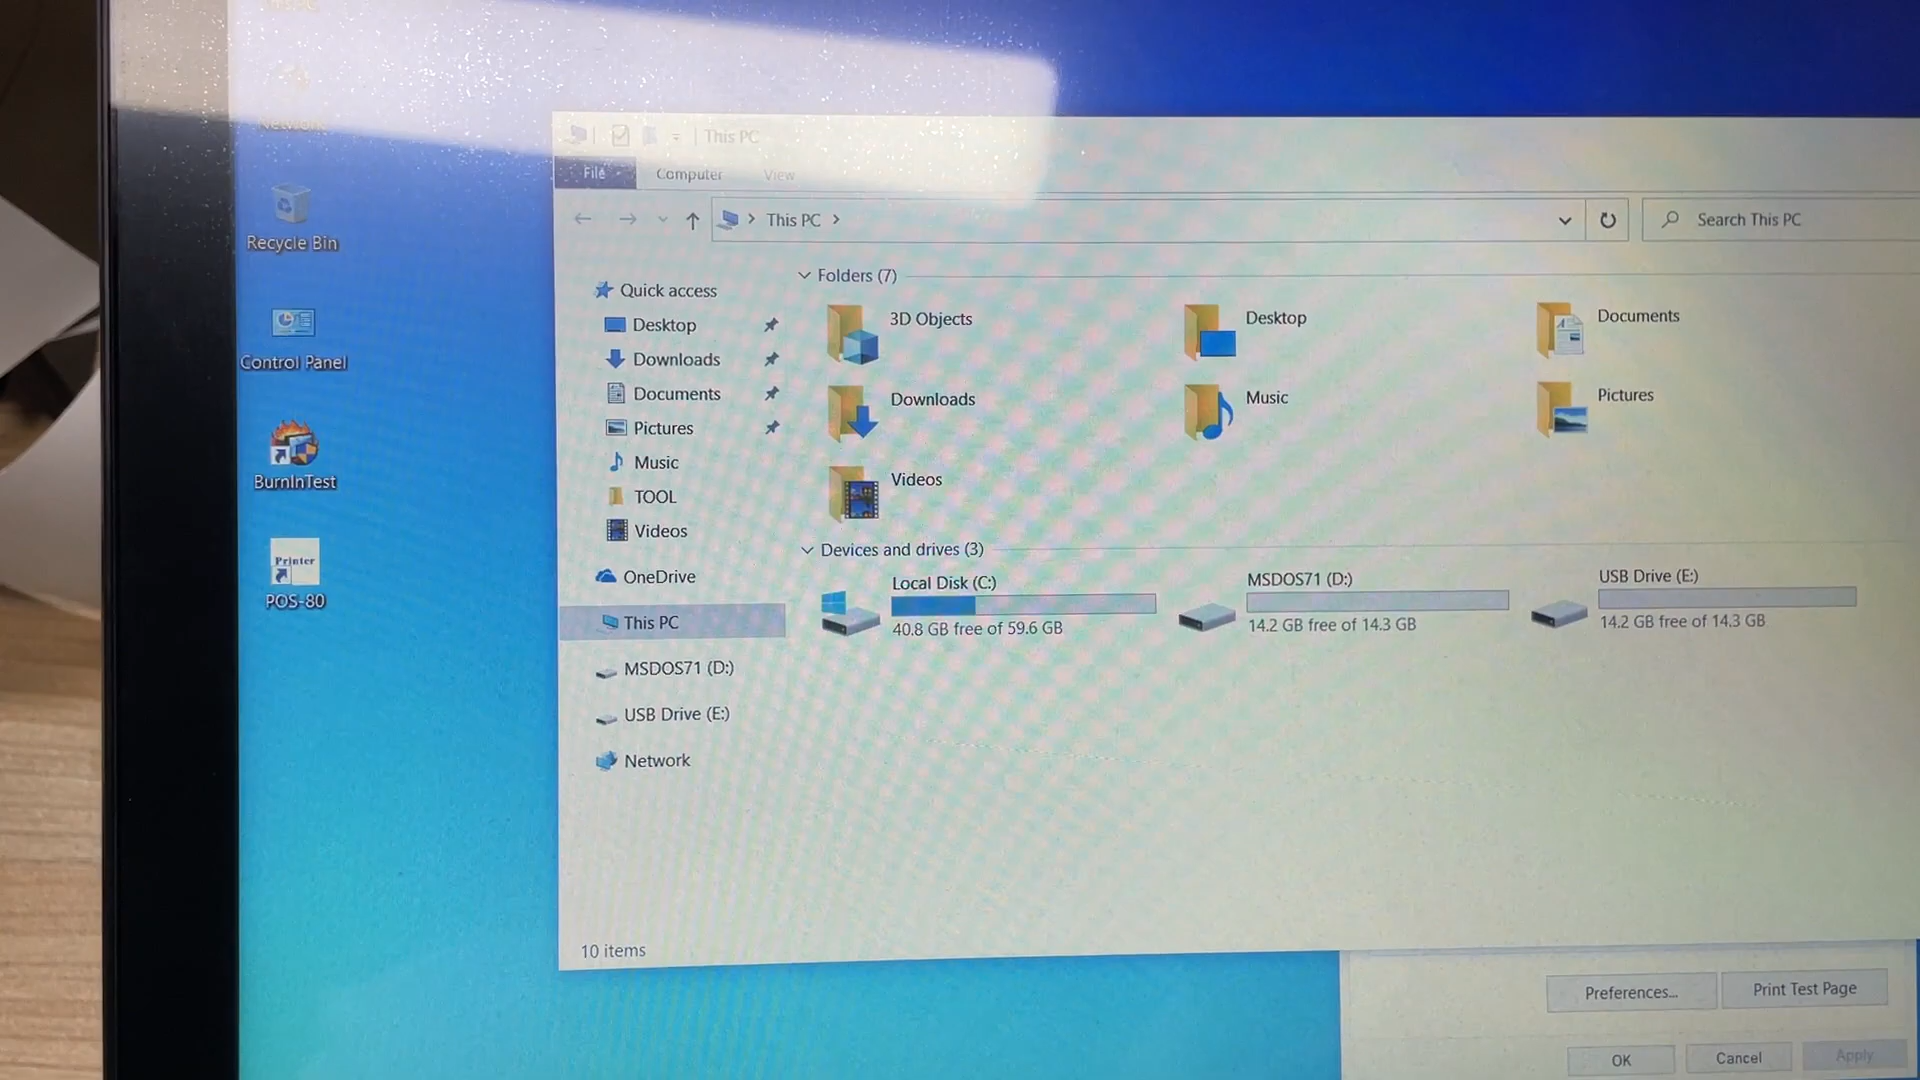 Network
Recycle Bin
Control Panel
BurnInTest
Printer
POS-80
This PC
File
Computer
View
This PC
Search This PC
Quick access
Desktop
Downloads
Documents
Pictures
Music
TOOL
Videos
OneDrive
This PC
MSDOS71 (D:)
USB Drive (E:)
Network
Folders (7)
3D Objects
Desktop
Documents
Downloads
Music
Pictures
Videos
Devices and drives (3)
Local Disk (C:)
40.8 GB free of 59.6 GB
MSDOS71 (D:)
14.2 GB free of 14.3 GB
USB Drive (E:)
14.2 GB free of 14.3 GB
10 items
Preferences...
Print Test Page
OK
Cancel
Apply